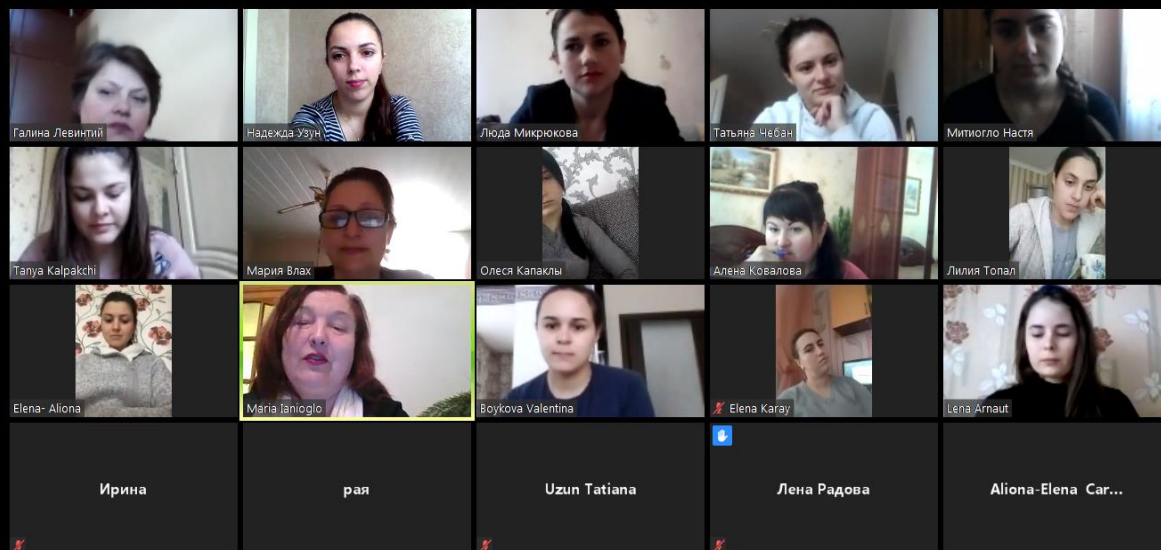 Галина Левинтий
Надежда Узун
Люда Микрюкова
Татьяна Чебан
Митиогло Настя
Tanya Kalpakchi
Мария Влах
Олеся Капаклы
Алена Ковалова
Лилия Топал
Elena- Aliona
Maria Ianioglo
Boykova Valentina
Elena Karay
Lena Arnaut
Ирина
рая
Uzun Tatiana
Лена Радова
Aliona-Elena Car...